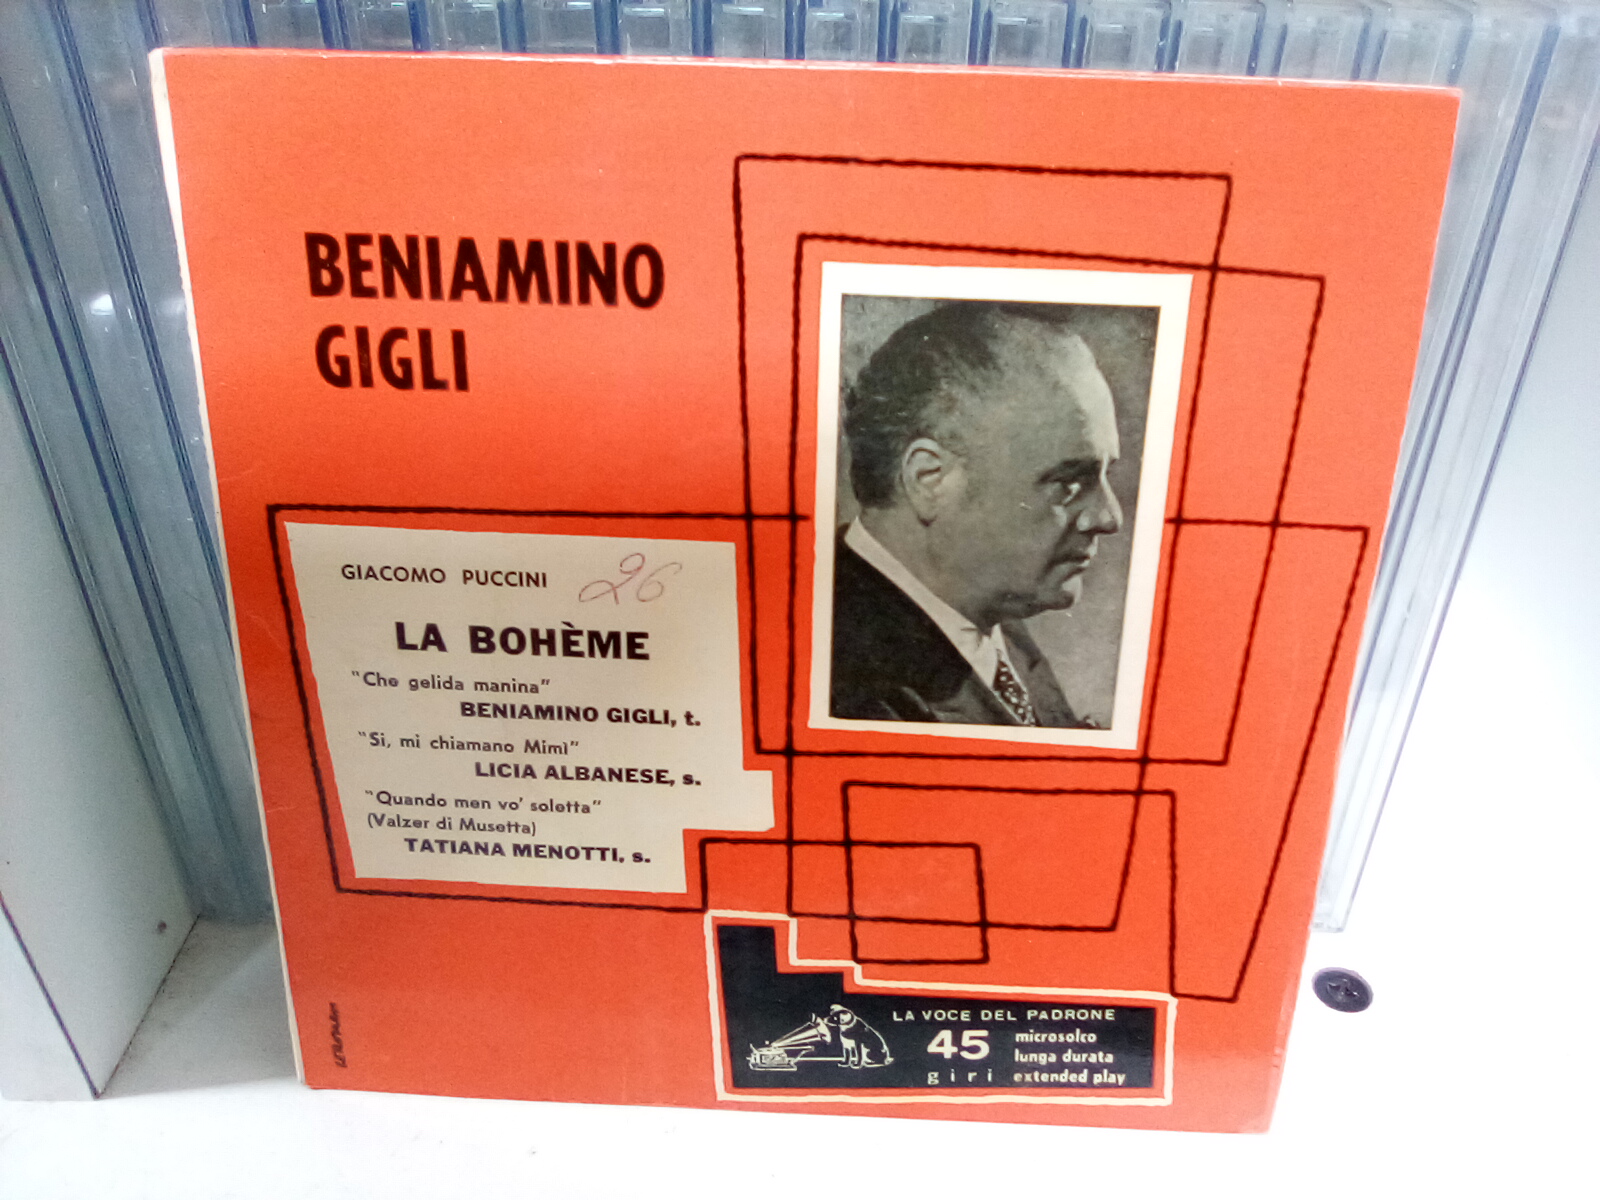 BENIAMINO
GIGLI
GIACOMO PUCCINI
26
LA BOHÈME
"Che gelida manina"
BENIAMINO GIGLI, t.
"Si, mi chiamano Mimì"
LICIA ALBANESE, s.
"Quando men vo' soletta"
(Valzer di Musetta)
TATIANA MENOTTI, s.
LA VOCE DEL PADRONE
45 giri
microsolco
lunga durata
extended play